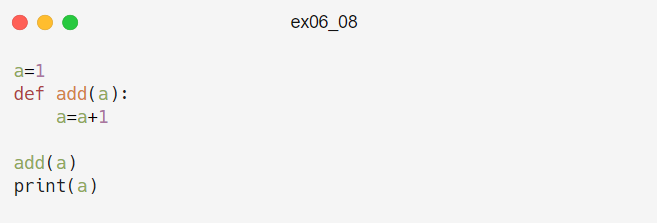 ex06_08
a=1
def add(a):
    a=a+1
add(a)
print(a)